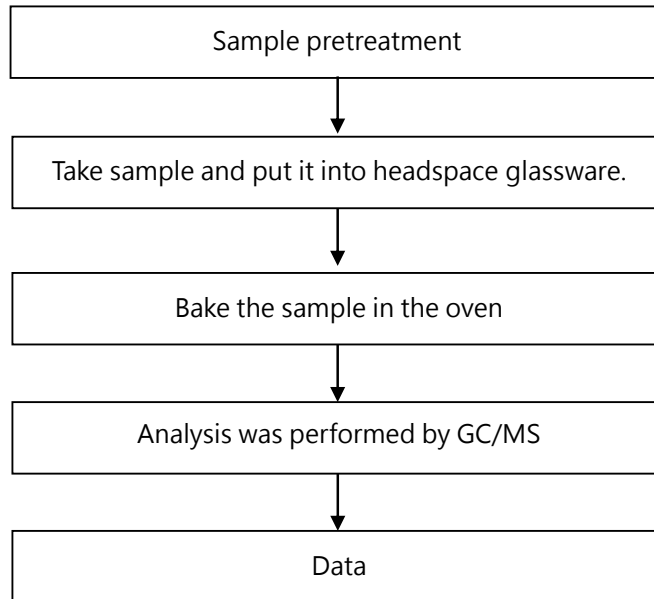 Sample pretreatment
Take sample and put it into headspace glassware.
Bake the sample in the oven
Analysis was performed by GC/MS
Data